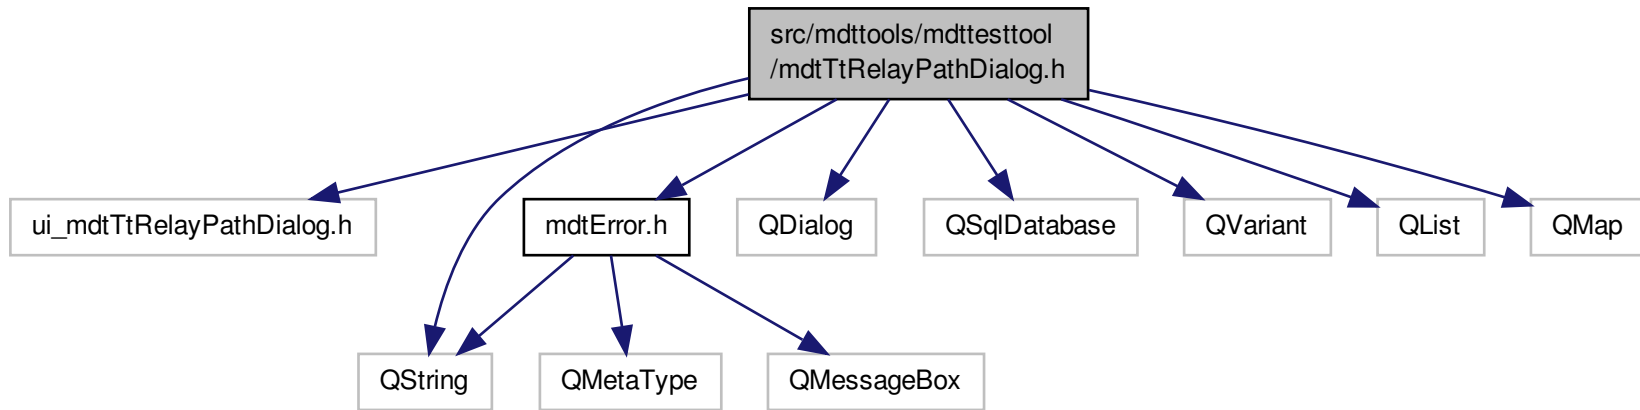 src/mdttools/mdttesttool
/mdtTtRelayPathDialog.h
ui_mdtTtRelayPathDialog.h
mdtError.h
QDialog
QSqlDatabase
QVariant
QList
QMap
QString
QMetaType
QMessageBox